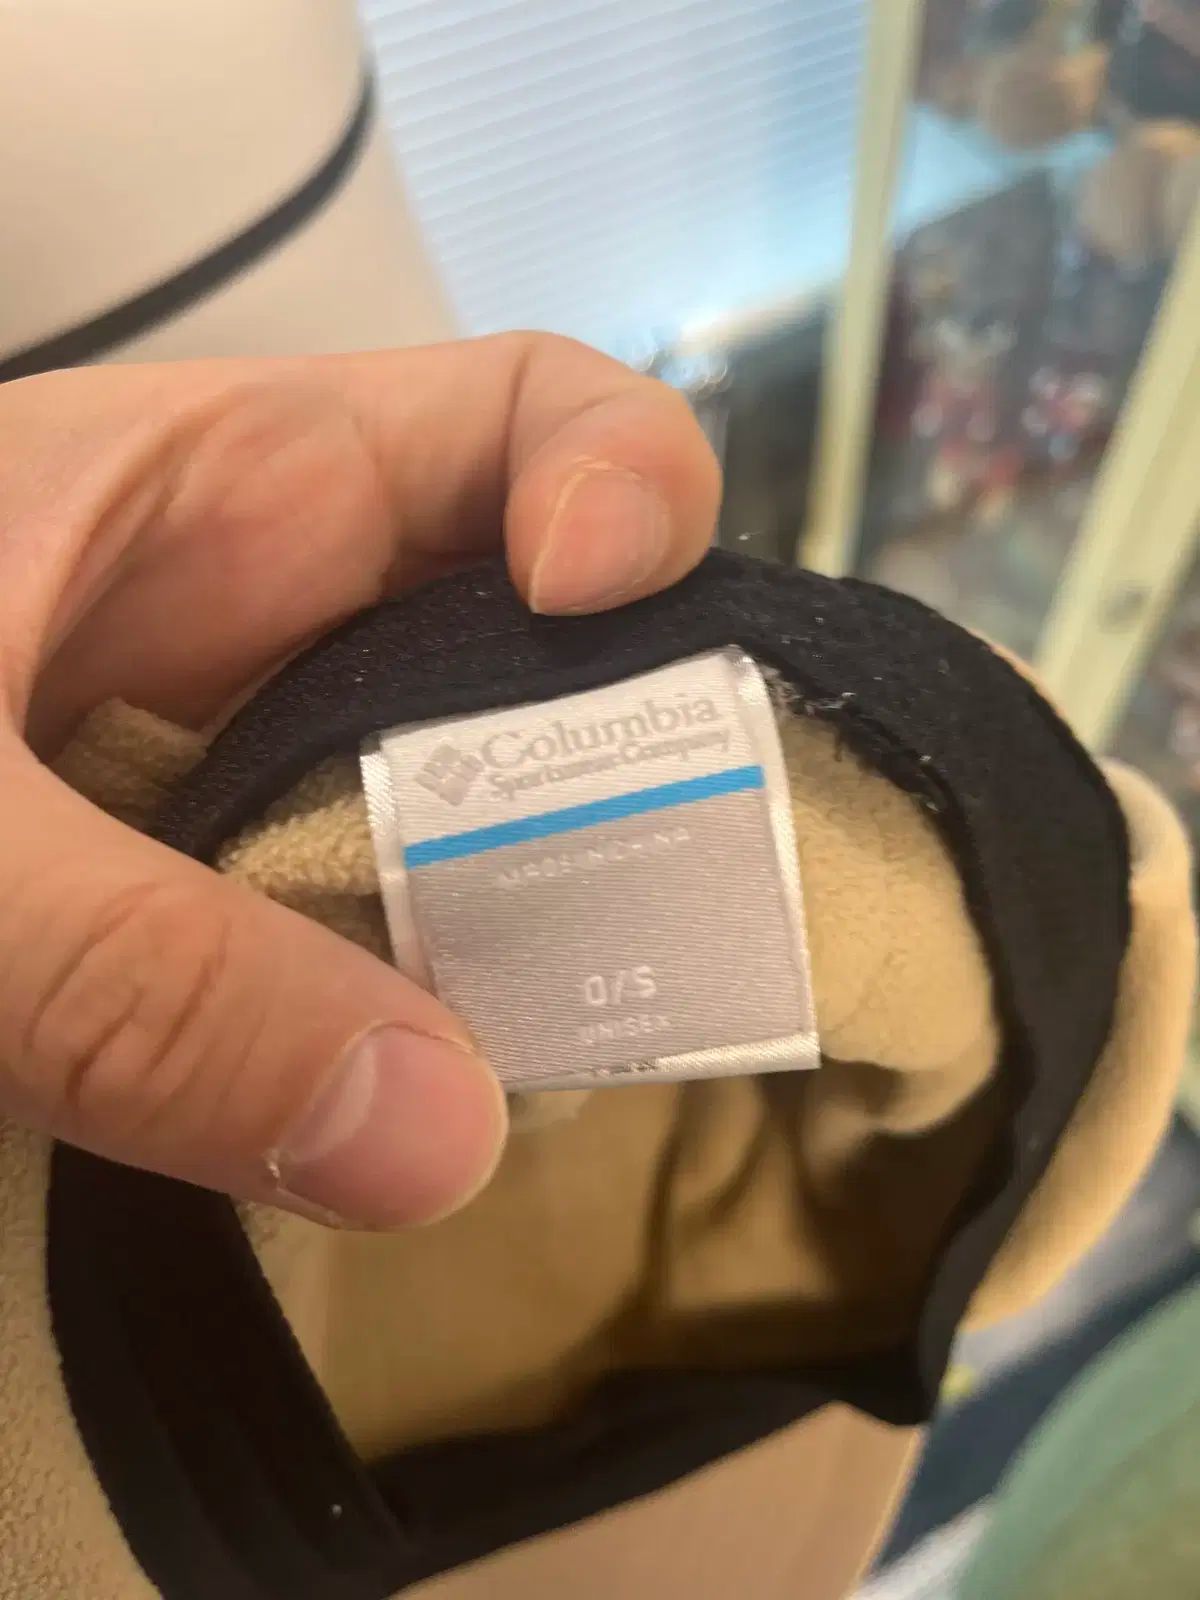 Columbia
Sportswear Company
MADE IN CHINA
O/S
UNISEX